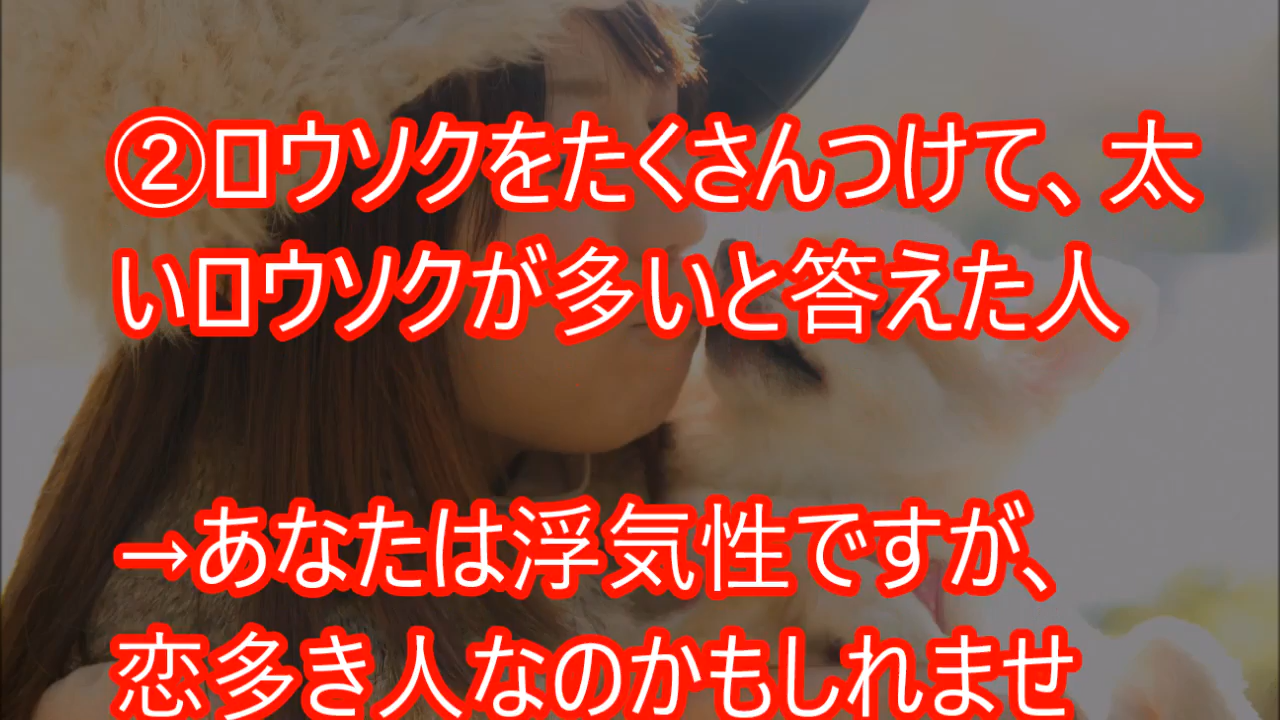 ②ロウソクをたくさんつけて、太
いロウソクが多いと答えた人
→あなたは浮気性ですが、
恋多き人なのかもしれませ